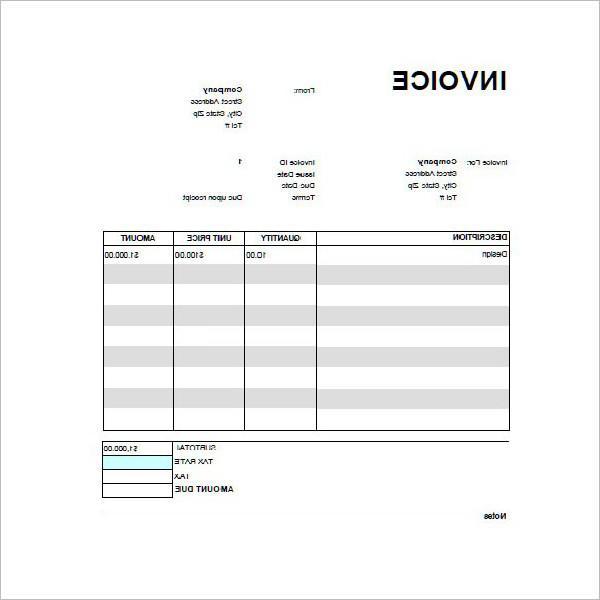 INVOICE
From:
Company
Street Address
City, State Zip
Tel #
Invoice For:
Company
Street Address
City, State Zip
Tel #
Invoice ID
1
Issue Date
Due Date
Terms
Due upon receipt
DESCRIPTION QUANTITY UNIT PRICE AMOUNT
Design 10.00 $100.00 $1,000.00
SUBTOTAL $1,000.00
TAX RATE
TAX
AMOUNT DUE
Notes